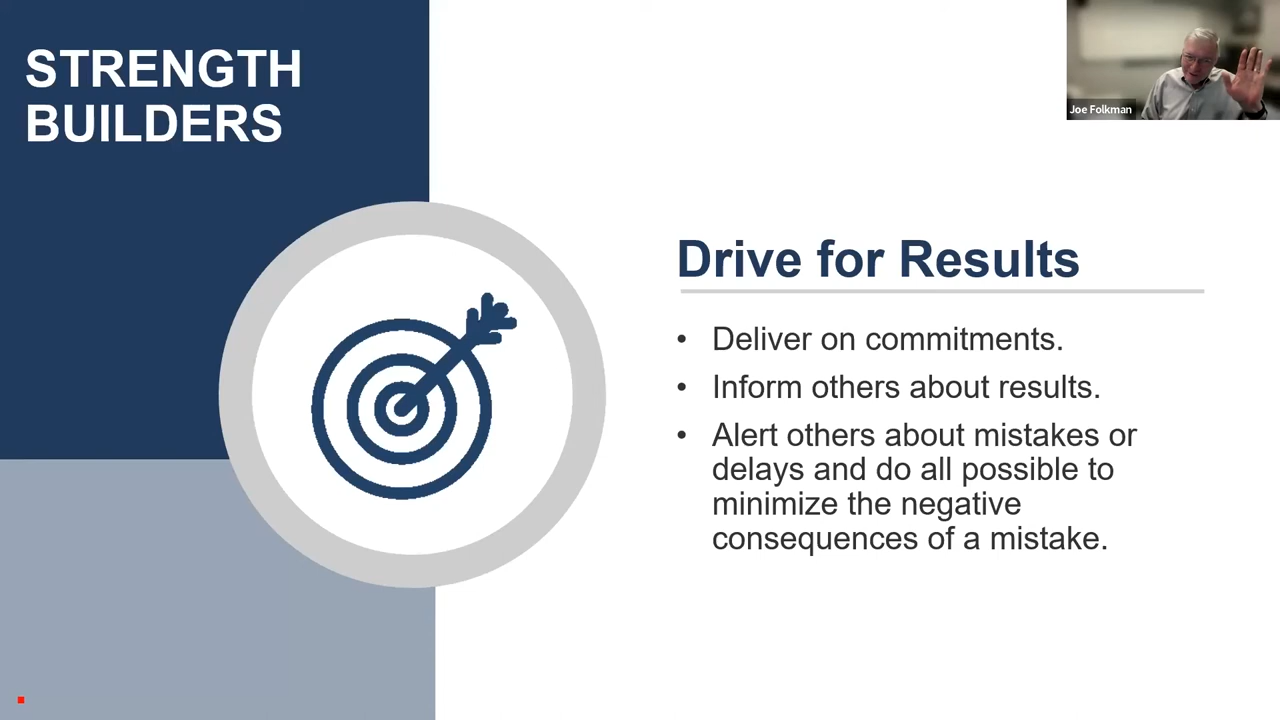 STRENGTH
BUILDERS
Joe Folkman
Drive for Results
• Deliver on commitments.
• Inform others about results.
• Alert others about mistakes or
delays and do all possible to
minimize the negative
consequences of a mistake.